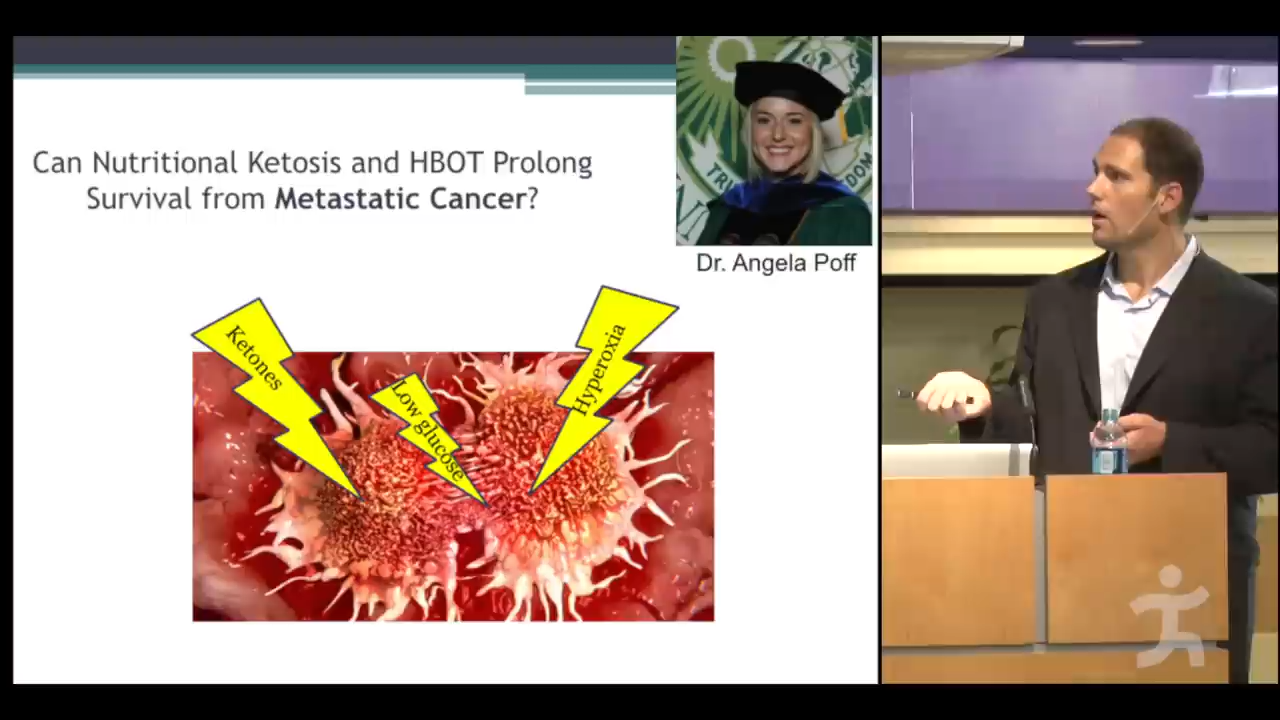 Can Nutritional Ketosis and HBOT Prolong
Survival from Metastatic Cancer?
Dr. Angela Poff
Ketones
Low glucose
Hyperoxia